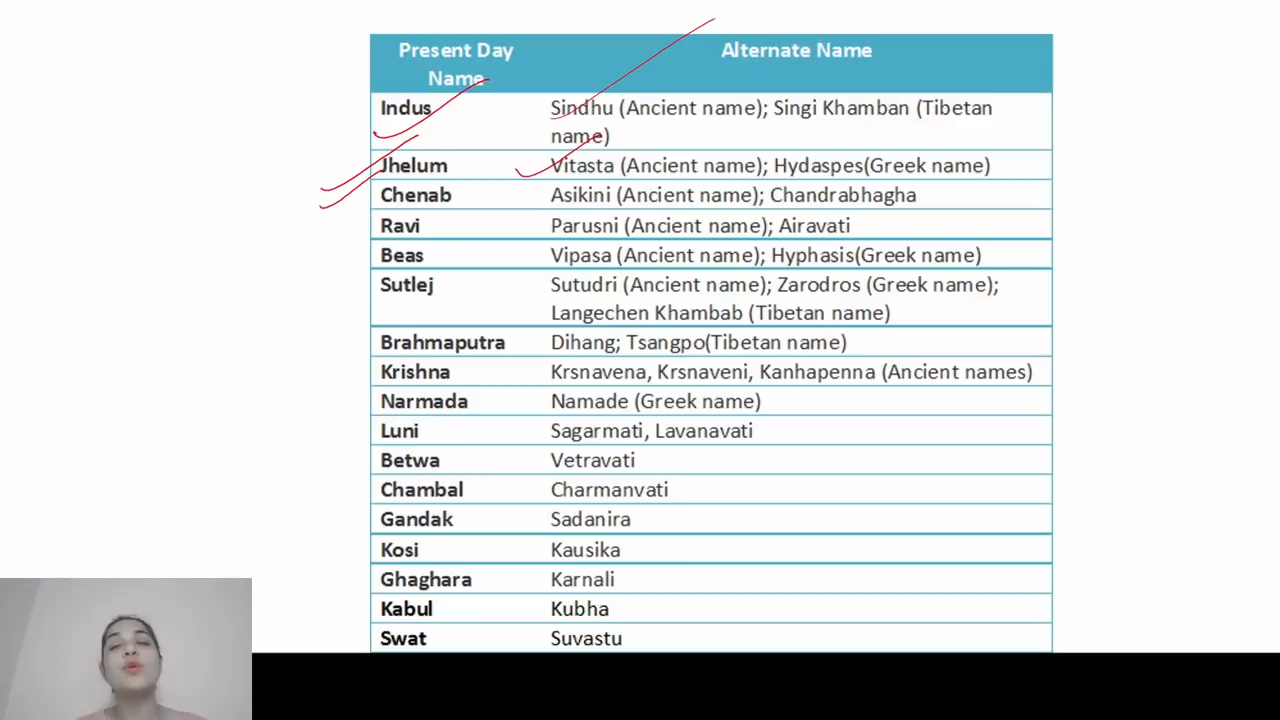 Present Day Alternate Name
Name
Indus Sindhu (Ancient name); Singi Khamban (Tibetan
name)
Jhelum Vitasta (Ancient name); Hydaspes(Greek name)
Chenab Asikini (Ancient name); Chandrabhagha
Ravi Parusni (Ancient name); Airavati
Beas Vipasa (Ancient name); Hyphasis(Greek name)
Sutlej Sutudri (Ancient name); Zarodros (Greek name);
Langechen Khambab (Tibetan name)
Brahmaputra Dihang; Tsangpo(Tibetan name)
Krishna Krsnavena, Krsnaveni, Kanhapenna (Ancient names)
Narmada Namade (Greek name)
Luni Sagarmati, Lavanavati
Betwa Vetravati
Chambal Charmanvati
Gandak Sadanira
Kosi Kausika
Ghaghara Karnali
Kabul Kubha
Swat Suvastu